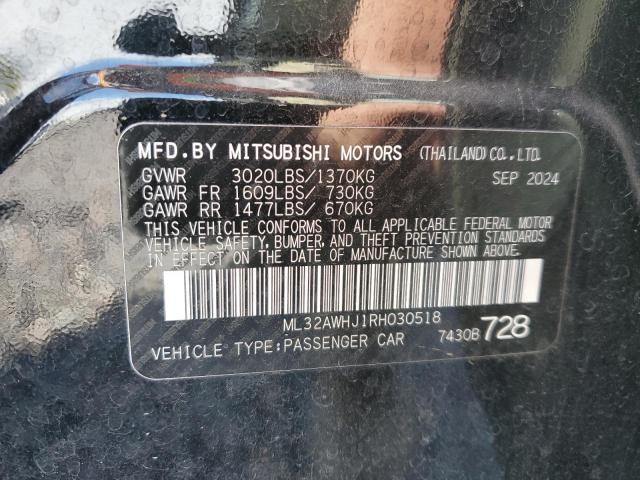 MFD.BY MITSUBISHI MOTORS (THAILAND) CO.,LTD.
GVWR 3020LBS/1370KG SEP 2024
GAWR FR 1609LBS/ 730KG
GAWR RR 1477LBS/ 670KG
THIS VEHICLE CONFORMS TO ALL APPLICABLE FEDERAL MOTOR
VEHICLE SAFETY, BUMPER, AND THEFT PREVENTION STANDARDS
IN EFFECT ON THE DATE OF MANUFACTURE SHOWN ABOVE.
ML32AWHJ1RH030518
VEHICLE TYPE:PASSENGER CAR 7430B 728